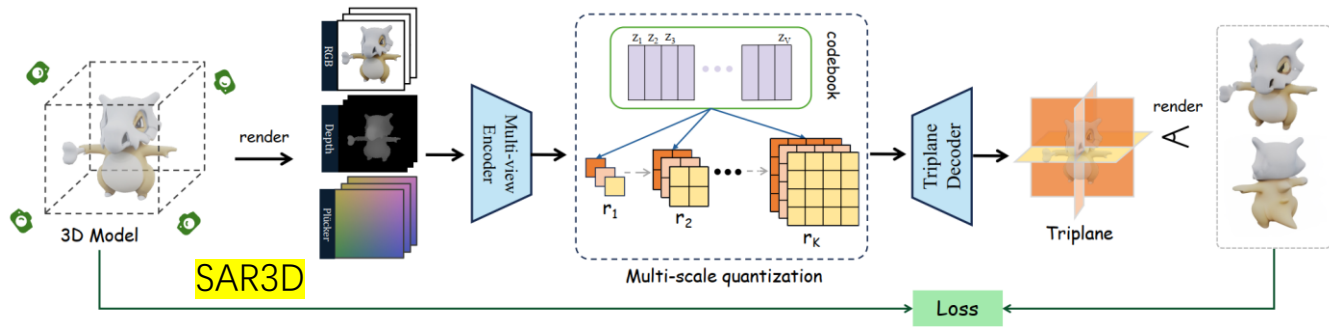 3D Model
render
RGB
Depth
Plücker
Multi-view
Encoder
z1 z2 z3 zV
codebook
r1
r2
rK
Multi-scale quantization
Triplane
Decoder
Triplane
render
SAR3D
Loss